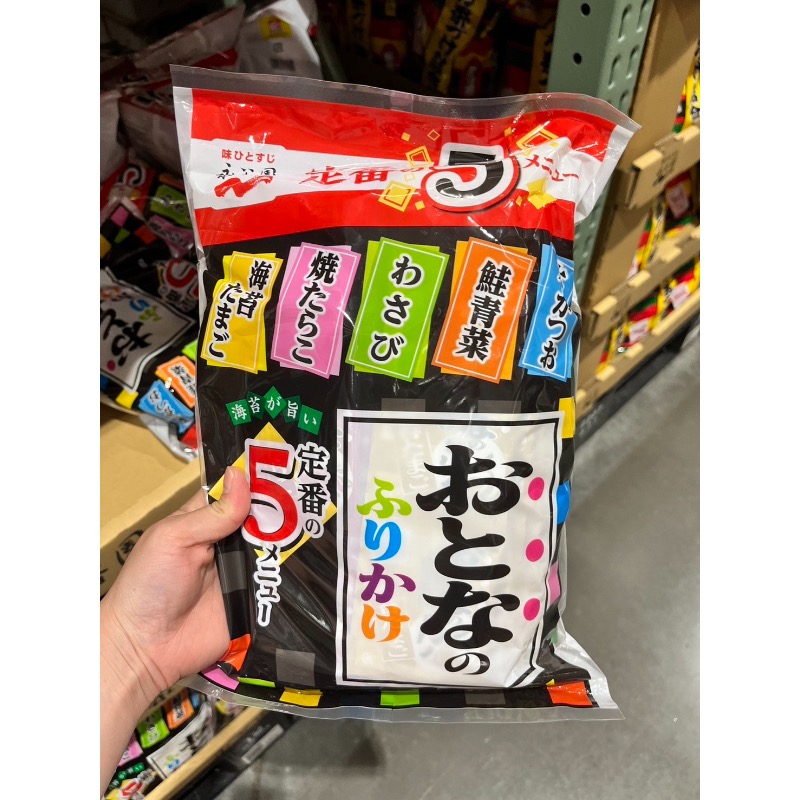 味ひとすじ
永谷園
定番の5メニュー
海苔たまご
焼たらこ
わさび
鮭青菜
かつお
海苔が旨い
定番の5メニュー
おとなの
ふりかけ